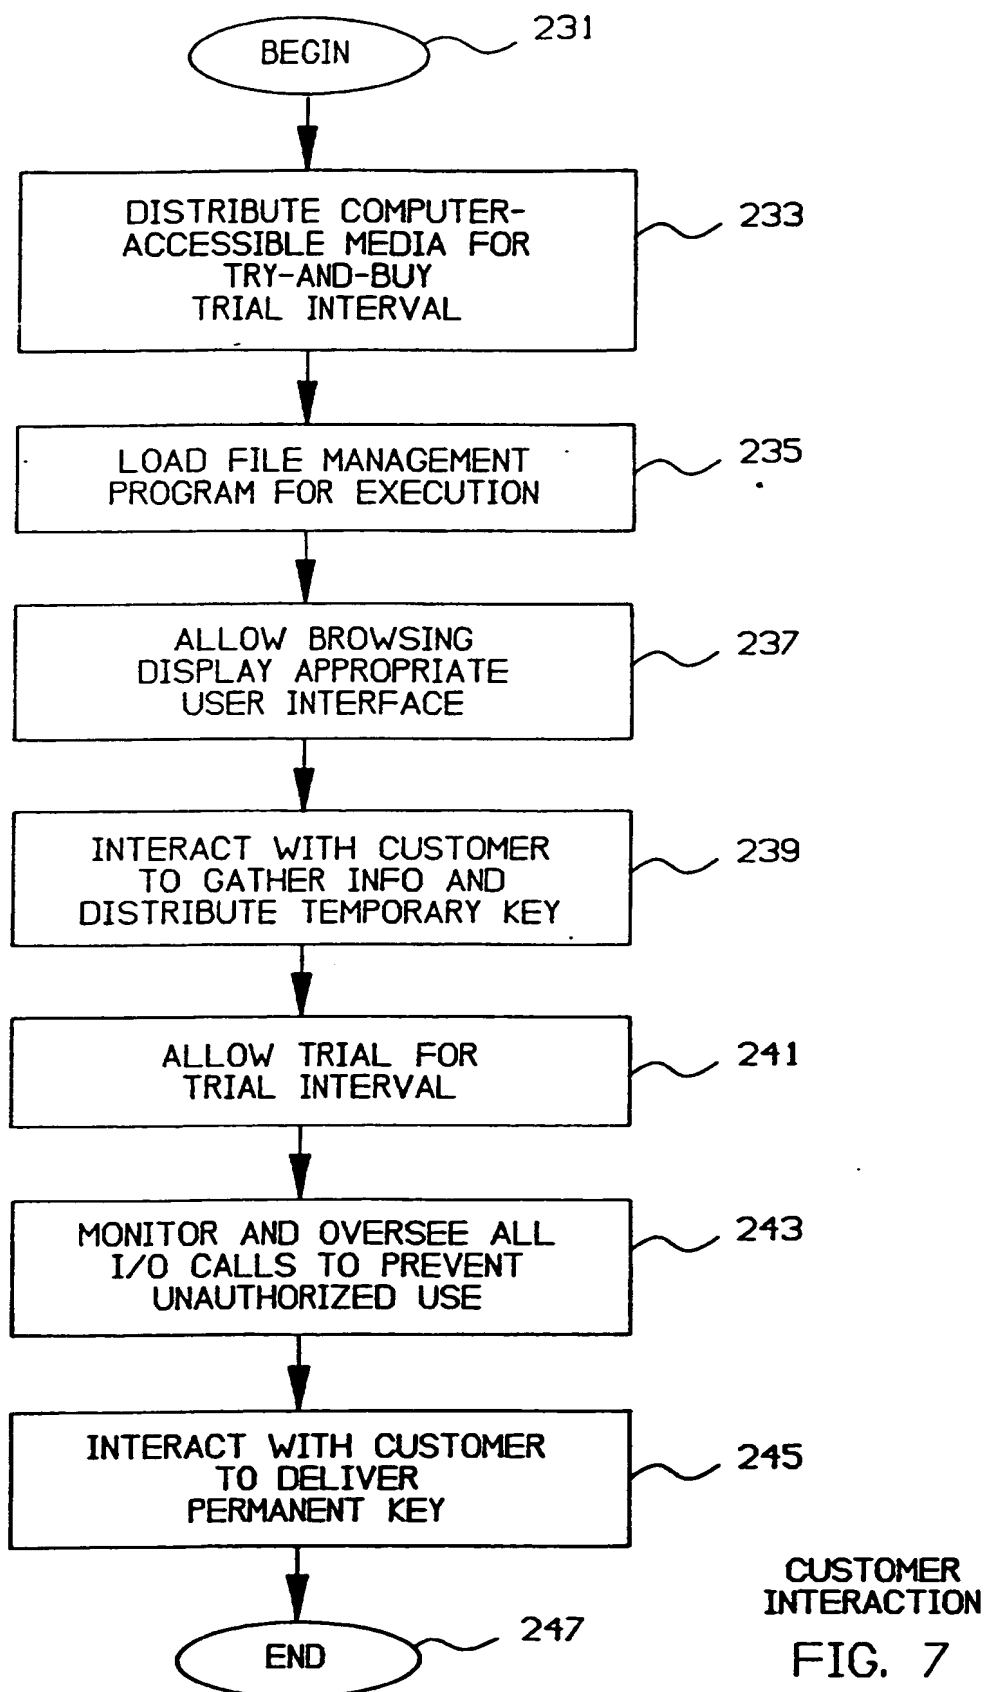 BEGIN
231
DISTRIBUTE COMPUTER-
ACCESSIBLE MEDIA FOR
TRY-AND-BUY
TRIAL INTERVAL
233
LOAD FILE MANAGEMENT
PROGRAM FOR EXECUTION
235
ALLOW BROWSING
DISPLAY APPROPRIATE
USER INTERFACE
237
INTERACT WITH CUSTOMER
TO GATHER INFO AND
DISTRIBUTE TEMPORARY KEY
239
ALLOW TRIAL FOR
TRIAL INTERVAL
241
MONITOR AND OVERSEE ALL
I/O CALLS TO PREVENT
UNAUTHORIZED USE
243
INTERACT WITH CUSTOMER
TO DELIVER
PERMANENT KEY
245
END
247
CUSTOMER
INTERACTION
FIG. 7